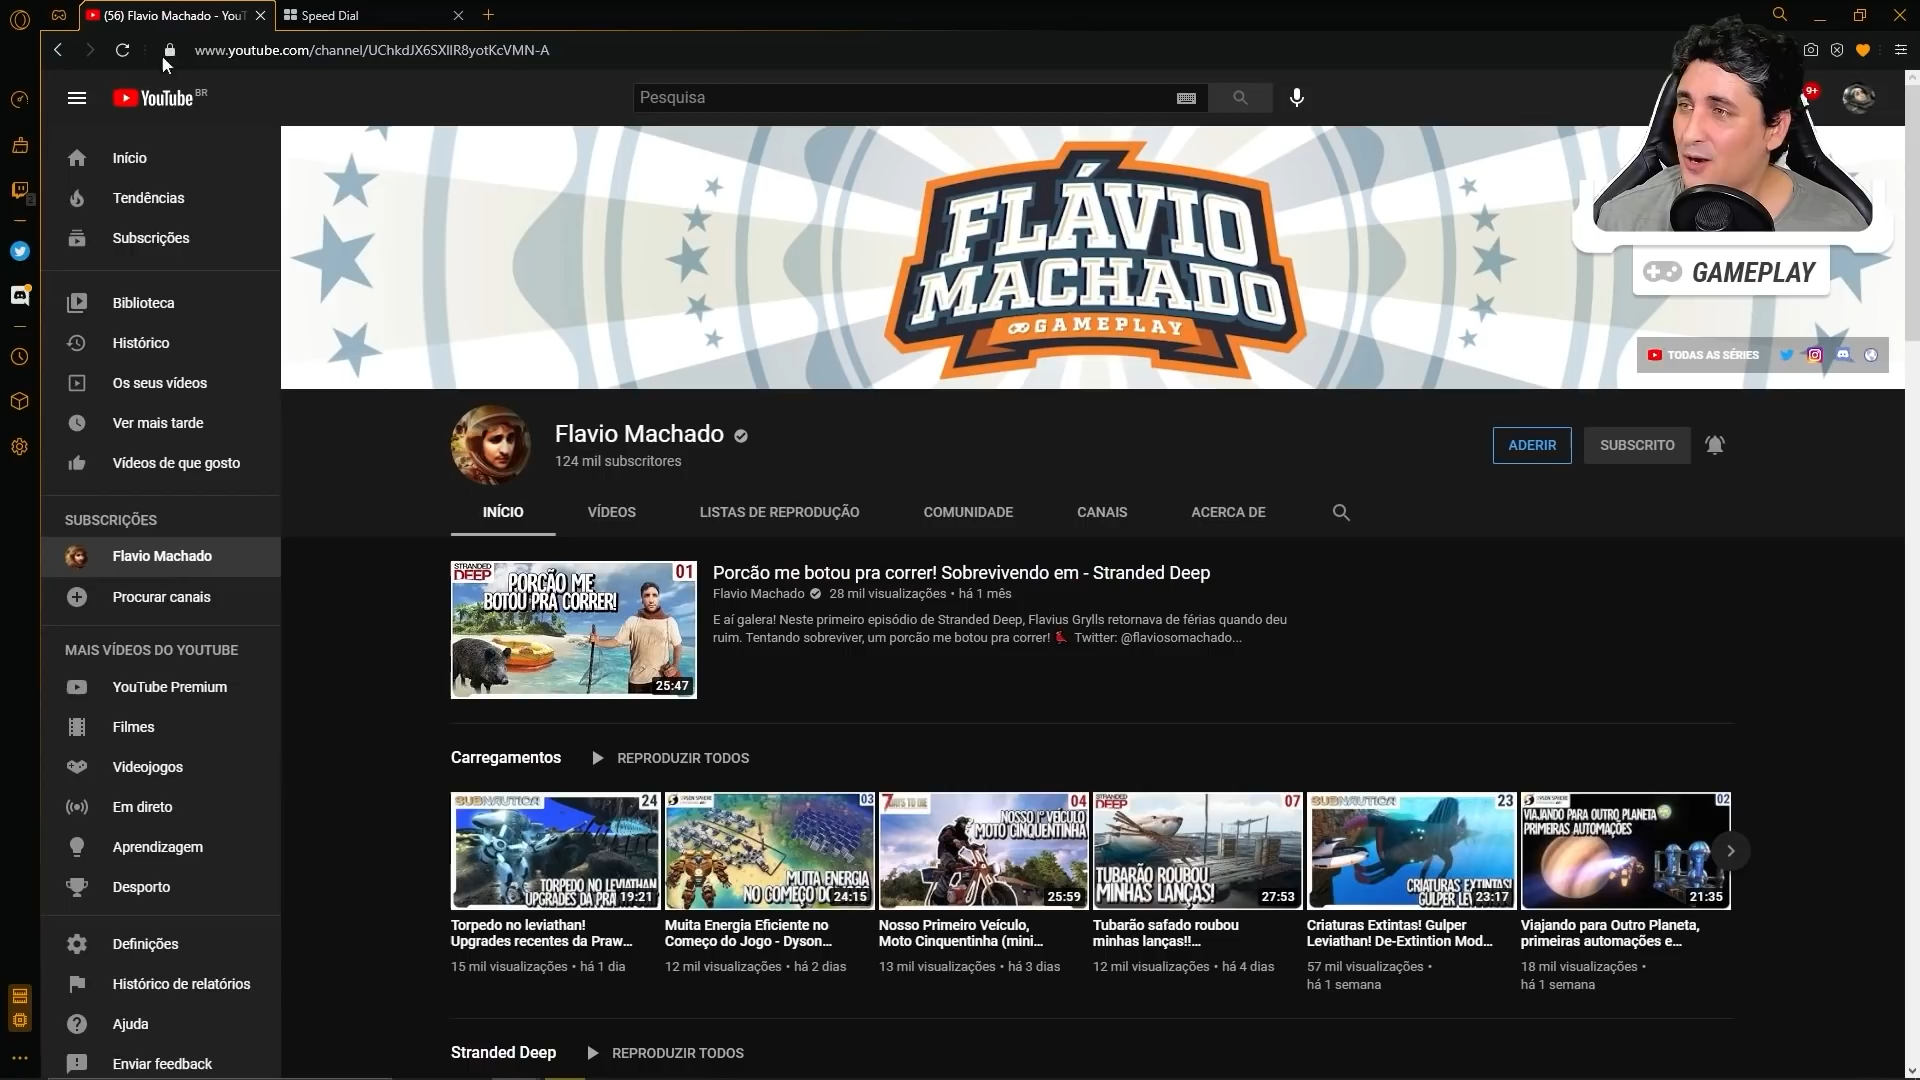 (56) Flavio Machado - YouT
Speed Dial
www.youtube.com/channel/UChkdJX6SXIIR8yotKcVMN-A
YouTube BR
Pesquisa
9+
Início
Tendências
Subscrições
Biblioteca
Histórico
Os seus vídeos
Ver mais tarde
Vídeos de que gosto
SUBSCRIÇÕES
Flavio Machado
Procurar canais
MAIS VÍDEOS DO YOUTUBE
YouTube Premium
Filmes
Videojogos
Em direto
Aprendizagem
Desporto
Definições
Histórico de relatórios
Ajuda
Enviar feedback
FLÁVIO
MACHADO
GAMEPLAY
GAMEPLAY
TODAS AS SÉRIES
Flavio Machado
124 mil subscritores
ADERIR
SUBSCRITO
INÍCIO
VÍDEOS
LISTAS DE REPRODUÇÃO
COMUNIDADE
CANAIS
ACERCA DE
STRANDED
DEEP
01
PORCÃO ME
BOTOU PRA CORRER!
25:47
Porcão me botou pra correr! Sobrevivendo em - Stranded Deep
Flavio Machado 28 mil visualizações • há 1 mês
E aí galera! Neste primeiro episódio de Stranded Deep, Flavius Grylls retornava de férias quando deu
ruim. Tentando sobreviver, um porcão me botou pra correr! Twitter: @flaviosomachado...
Carregamentos
REPRODUZIR TODOS
SUBNAUTICA
24
TORPEDO NO LEVIATHAN
UPGRADES DA PRA
19:21
Torpedo no leviathan!
Upgrades recentes da Praw...
15 mil visualizações • há 1 dia
03
MUITA ENERGIA
NO COMEÇO DO
24:15
Muita Energia Eficiente no
Começo do Jogo - Dyson...
12 mil visualizações • há 2 dias
7 DAYS TO DIE
04
NOSSO 1º VEÍCULO
MOTO CINQUENTINHA
25:59
Nosso Primeiro Veículo,
Moto Cinquentinha (mini...
13 mil visualizações • há 3 dias
STRANDED
DEEP
07
TUBARÃO ROUBOU
MINHAS LANÇAS!
27:53
Tubarão safado roubou
minhas lanças!!...
12 mil visualizações • há 4 dias
SUBNAUTICA
23
CRIATURAS EXTINTAS!
GULPER
23:17
Criaturas Extintas! Gulper
Leviathan! De-Extintion Mod...
57 mil visualizações •
há 1 semana
02
VIAJANDO PARA OUTRO PLANETA
PRIMEIRAS AUTOMAÇÕES
21:35
Viajando para Outro Planeta,
primeiras automações e...
18 mil visualizações •
há 1 semana
Stranded Deep
REPRODUZIR TODOS